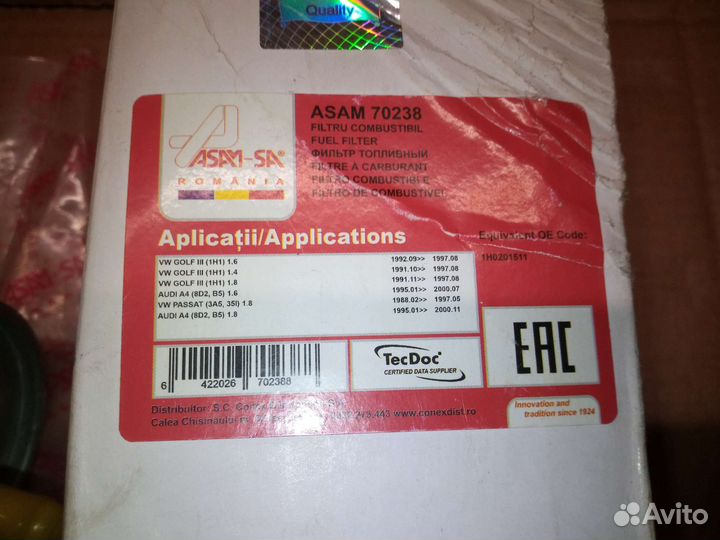 Quality
ASAM 70238
FILTRU COMBUSTIBIL
FUEL FILTER
ФИЛЬТР ТОПЛИВНЫЙ
FILTRE À CARBURANT
FILTRO COMBUSTIBLE
FILTRO DE COMBUSTIVEL
ASAM-SA
ROMÂNIA
Aplicații/Applications
Equivalent OE Code:
1H0201511
VW GOLF III (1H1) 1.6 1992.09>> 1997.08
VW GOLF III (1H1) 1.4 1991.10>> 1997.08
VW GOLF III (1H1) 1.8 1991.11>> 1997.08
AUDI A4 (8D2, B5) 1.6 1995.01>> 2000.07
VW PASSAT (3A5, 35I) 1.8 1988.02>> 1997.05
AUDI A4 (8D2, B5) 1.8 1995.01>> 2000.11
6 422026 702388
TecDoc
CERTIFIED DATA SUPPLIER
EAC
Distribuitor: S.C.
Calea Chisinaului 443 www.conexdist.ro
Innovation and
tradition since 1924
Avito